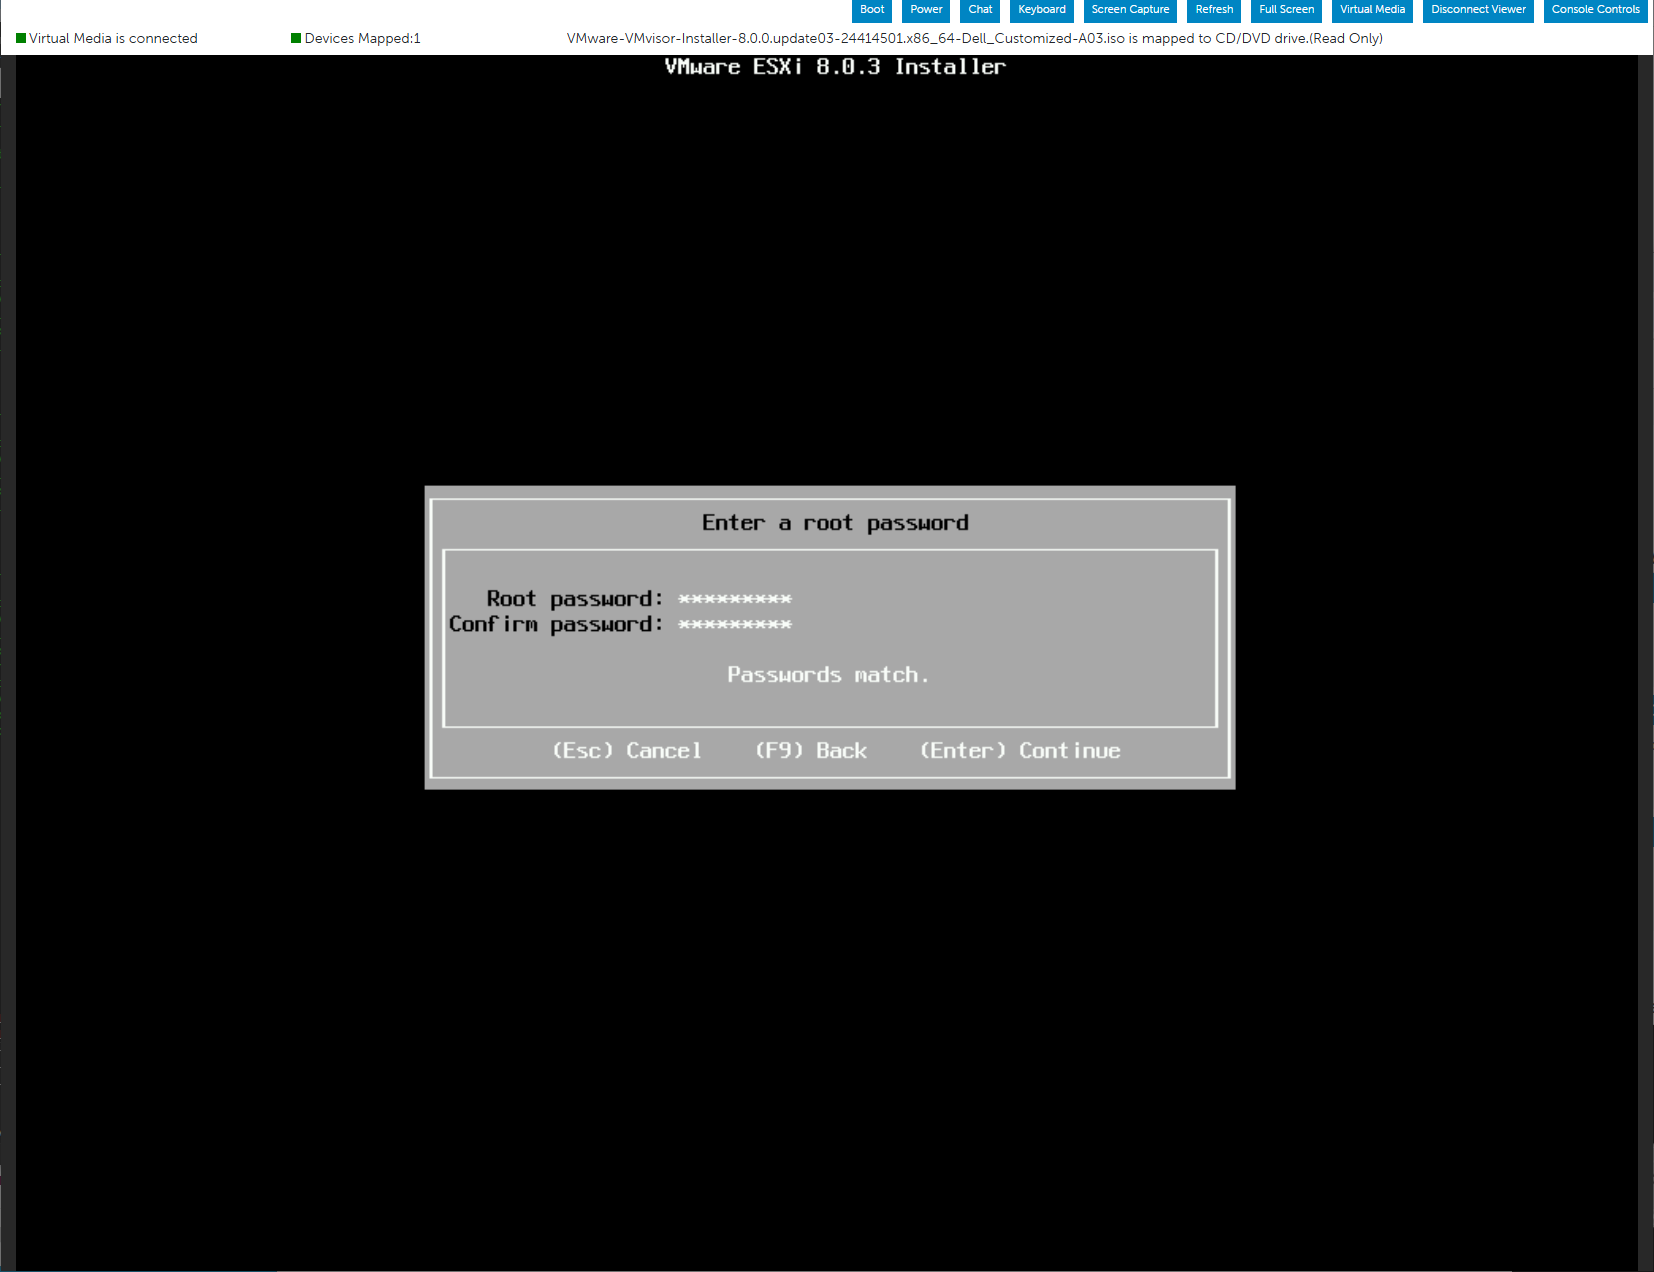 Boot Power Chat Keyboard Screen Capture Refresh Full Screen Virtual Media Disconnect Viewer Console Controls
Virtual Media is connected Devices Mapped:1 VMware-VMvisor-Installer-8.0.0.update03-24414501.x86_64-Dell_Customized-A03.iso is mapped to CD/DVD drive.(Read Only)
VMware ESXi 8.0.3 Installer
Enter a root password
Root password: *********
Confirm password: *********
Passwords match.
(Esc) Cancel (F9) Back (Enter) Continue